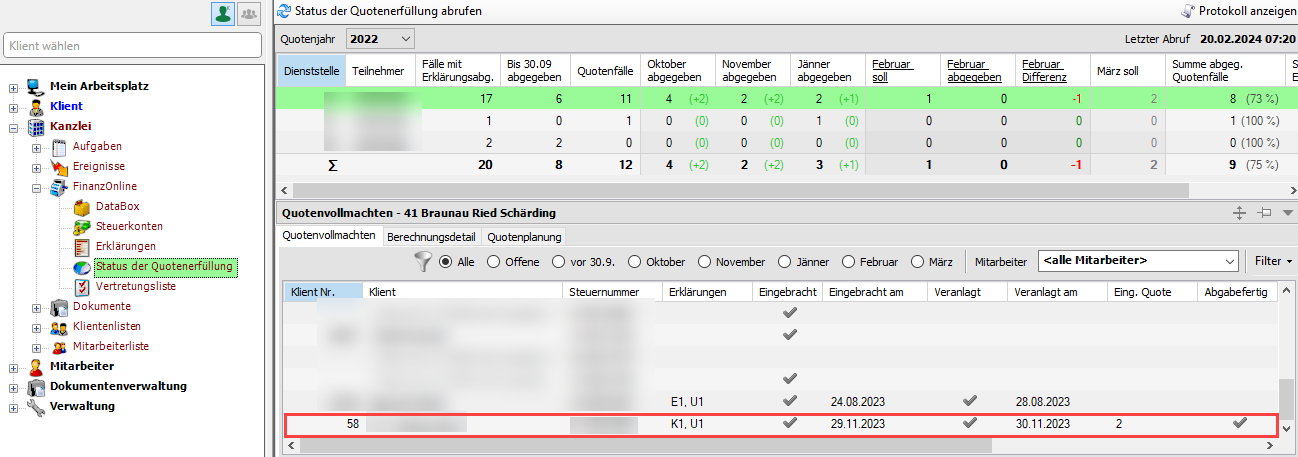 Status der Quotenerfüllung abrufen Protokoll anzeigen
Klient wählen
Quotenjahr 2022 Letzter Abruf 20.02.2024 07:20
Dienststelle Teilnehmer Fälle mit Erklärungsabg. Bis 30.09 abgegeben Quotenfälle Oktober abgegeben November abgegeben Jänner abgegeben Februar soll Februar abgegeben Februar Differenz März soll Summe abgeg. Quotenfälle S E
17 6 11 4 (+2) 2 (+2) 2 (+1) 1 0 -1 2 8 (73 %)
1 0 1 0 (0) 0 (0) 1 (0) 0 0 0 0 1 (100 %)
2 2 0 0 (0) 0 (0) 0 (0) 0 0 0 0 0 (100 %)
Σ 20 8 12 4 (+2) 2 (+2) 3 (+1) 1 0 -1 2 9 (75 %)
Mein Arbeitsplatz
Klient
Kanzlei
Aufgaben
Ereignisse
FinanzOnline
DataBox
Steuerkonten
Erklärungen
Status der Quotenerfüllung
Vertretungsliste
Dokumente
Klientenlisten
Mitarbeiterliste
Mitarbeiter
Dokumentenverwaltung
Verwaltung
Quotenvollmachten - 41 Braunau Ried Schärding
Quotenvollmachten Berechnungsdetail Quotenplanung
Alle Offene vor 30.9. Oktober November Jänner Februar März Mitarbeiter <alle Mitarbeiter> Filter
Klient Nr. Klient Steuernummer Erklärungen Eingebracht Eingebracht am Veranlagt Veranlagt am Eing. Quote Abgabefertig
E1, U1 24.08.2023 28.08.2023
58 K1, U1 29.11.2023 30.11.2023 2